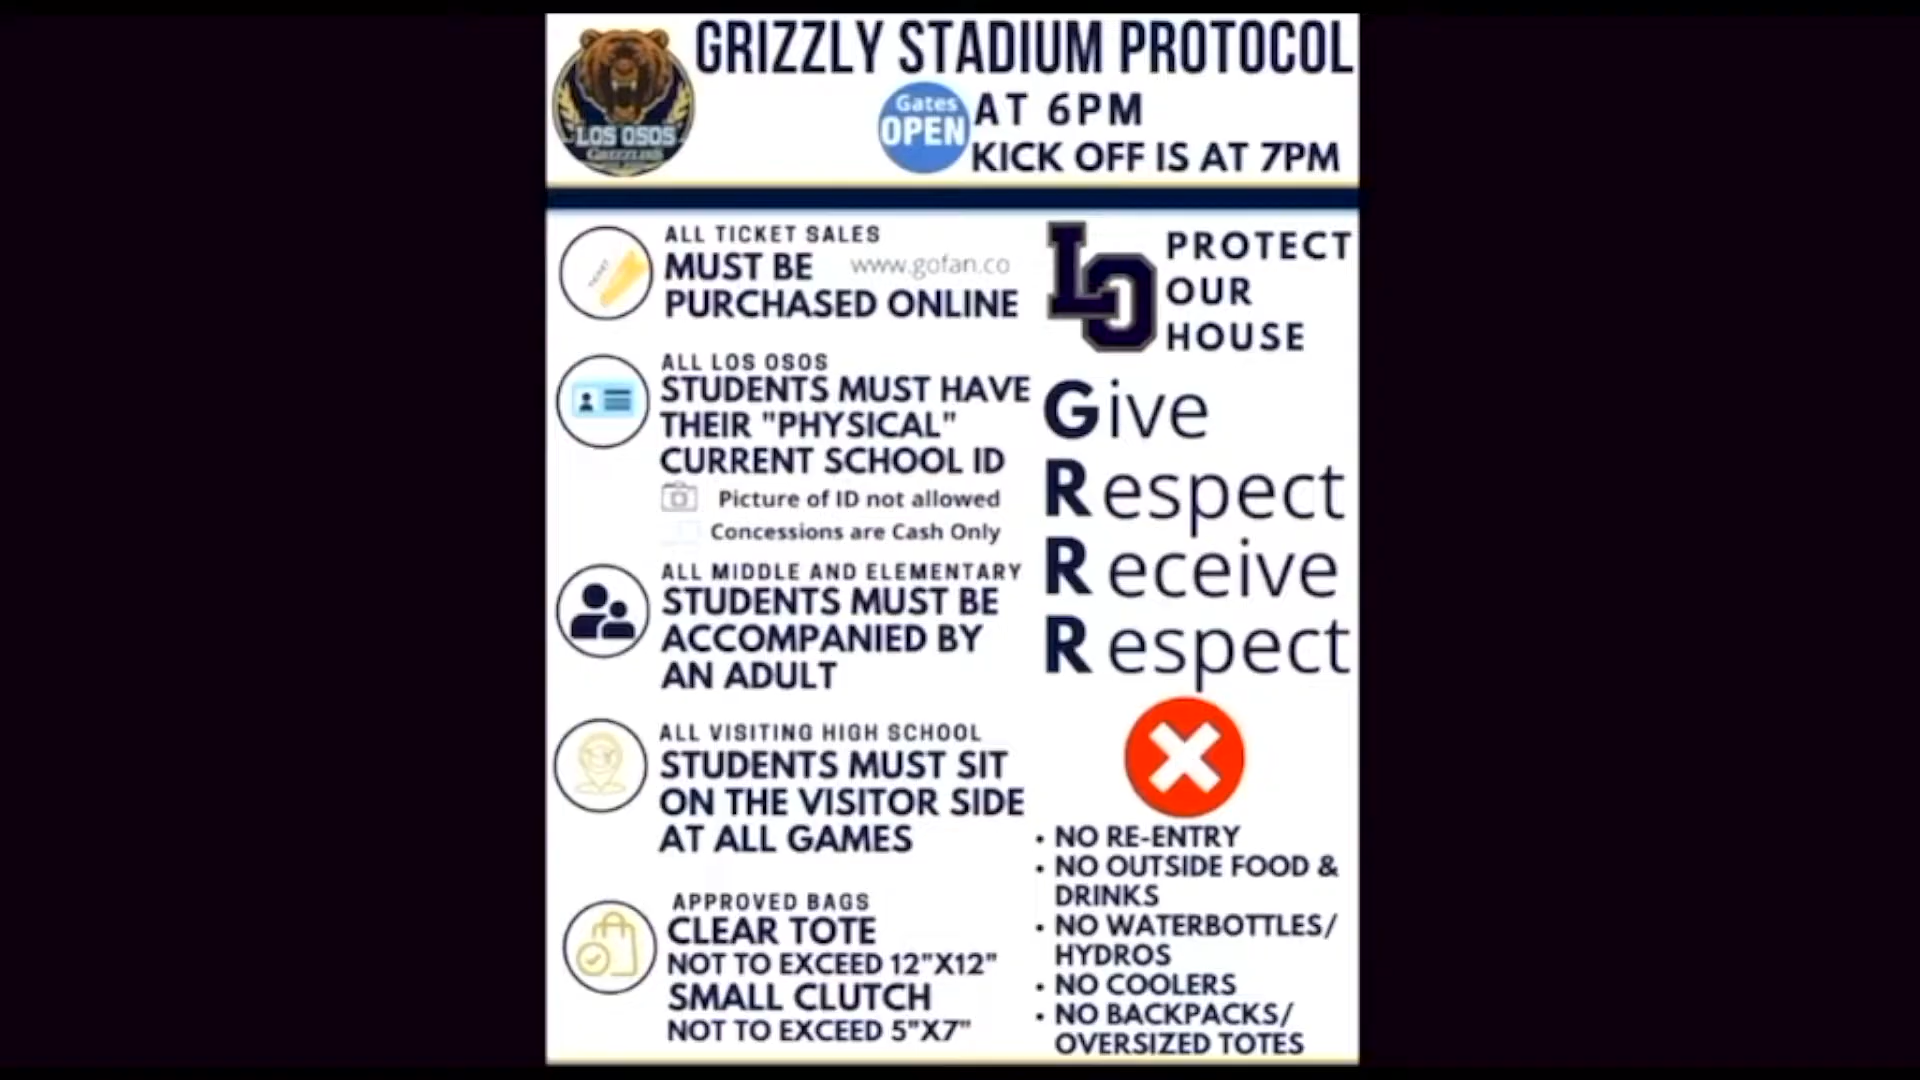 GRIZZLY STADIUM PROTOCOL
LOS OSOS
GRIZZLIES
Gates
OPEN
AT 6PM
KICK OFF IS AT 7PM
ALL TICKET SALES
MUST BE
www.gofan.co
PURCHASED ONLINE
TICKET
ALL LOS OSOS
STUDENTS MUST HAVE
THEIR "PHYSICAL"
CURRENT SCHOOL ID
Picture of ID not allowed
Concessions are Cash Only
ALL MIDDLE AND ELEMENTARY
STUDENTS MUST BE
ACCOMPANIED BY
AN ADULT
ALL VISITING HIGH SCHOOL
STUDENTS MUST SIT
ON THE VISITOR SIDE
AT ALL GAMES
APPROVED BAGS
CLEAR TOTE
NOT TO EXCEED 12"X12"
SMALL CLUTCH
NOT TO EXCEED 5"X7"
LO
PROTECT
OUR
HOUSE
Give
Respect
Receive
Respect
• NO RE-ENTRY
• NO OUTSIDE FOOD &
DRINKS
• NO WATERBOTTLES/
HYDROS
• NO COOLERS
• NO BACKPACKS/
OVERSIZED TOTES